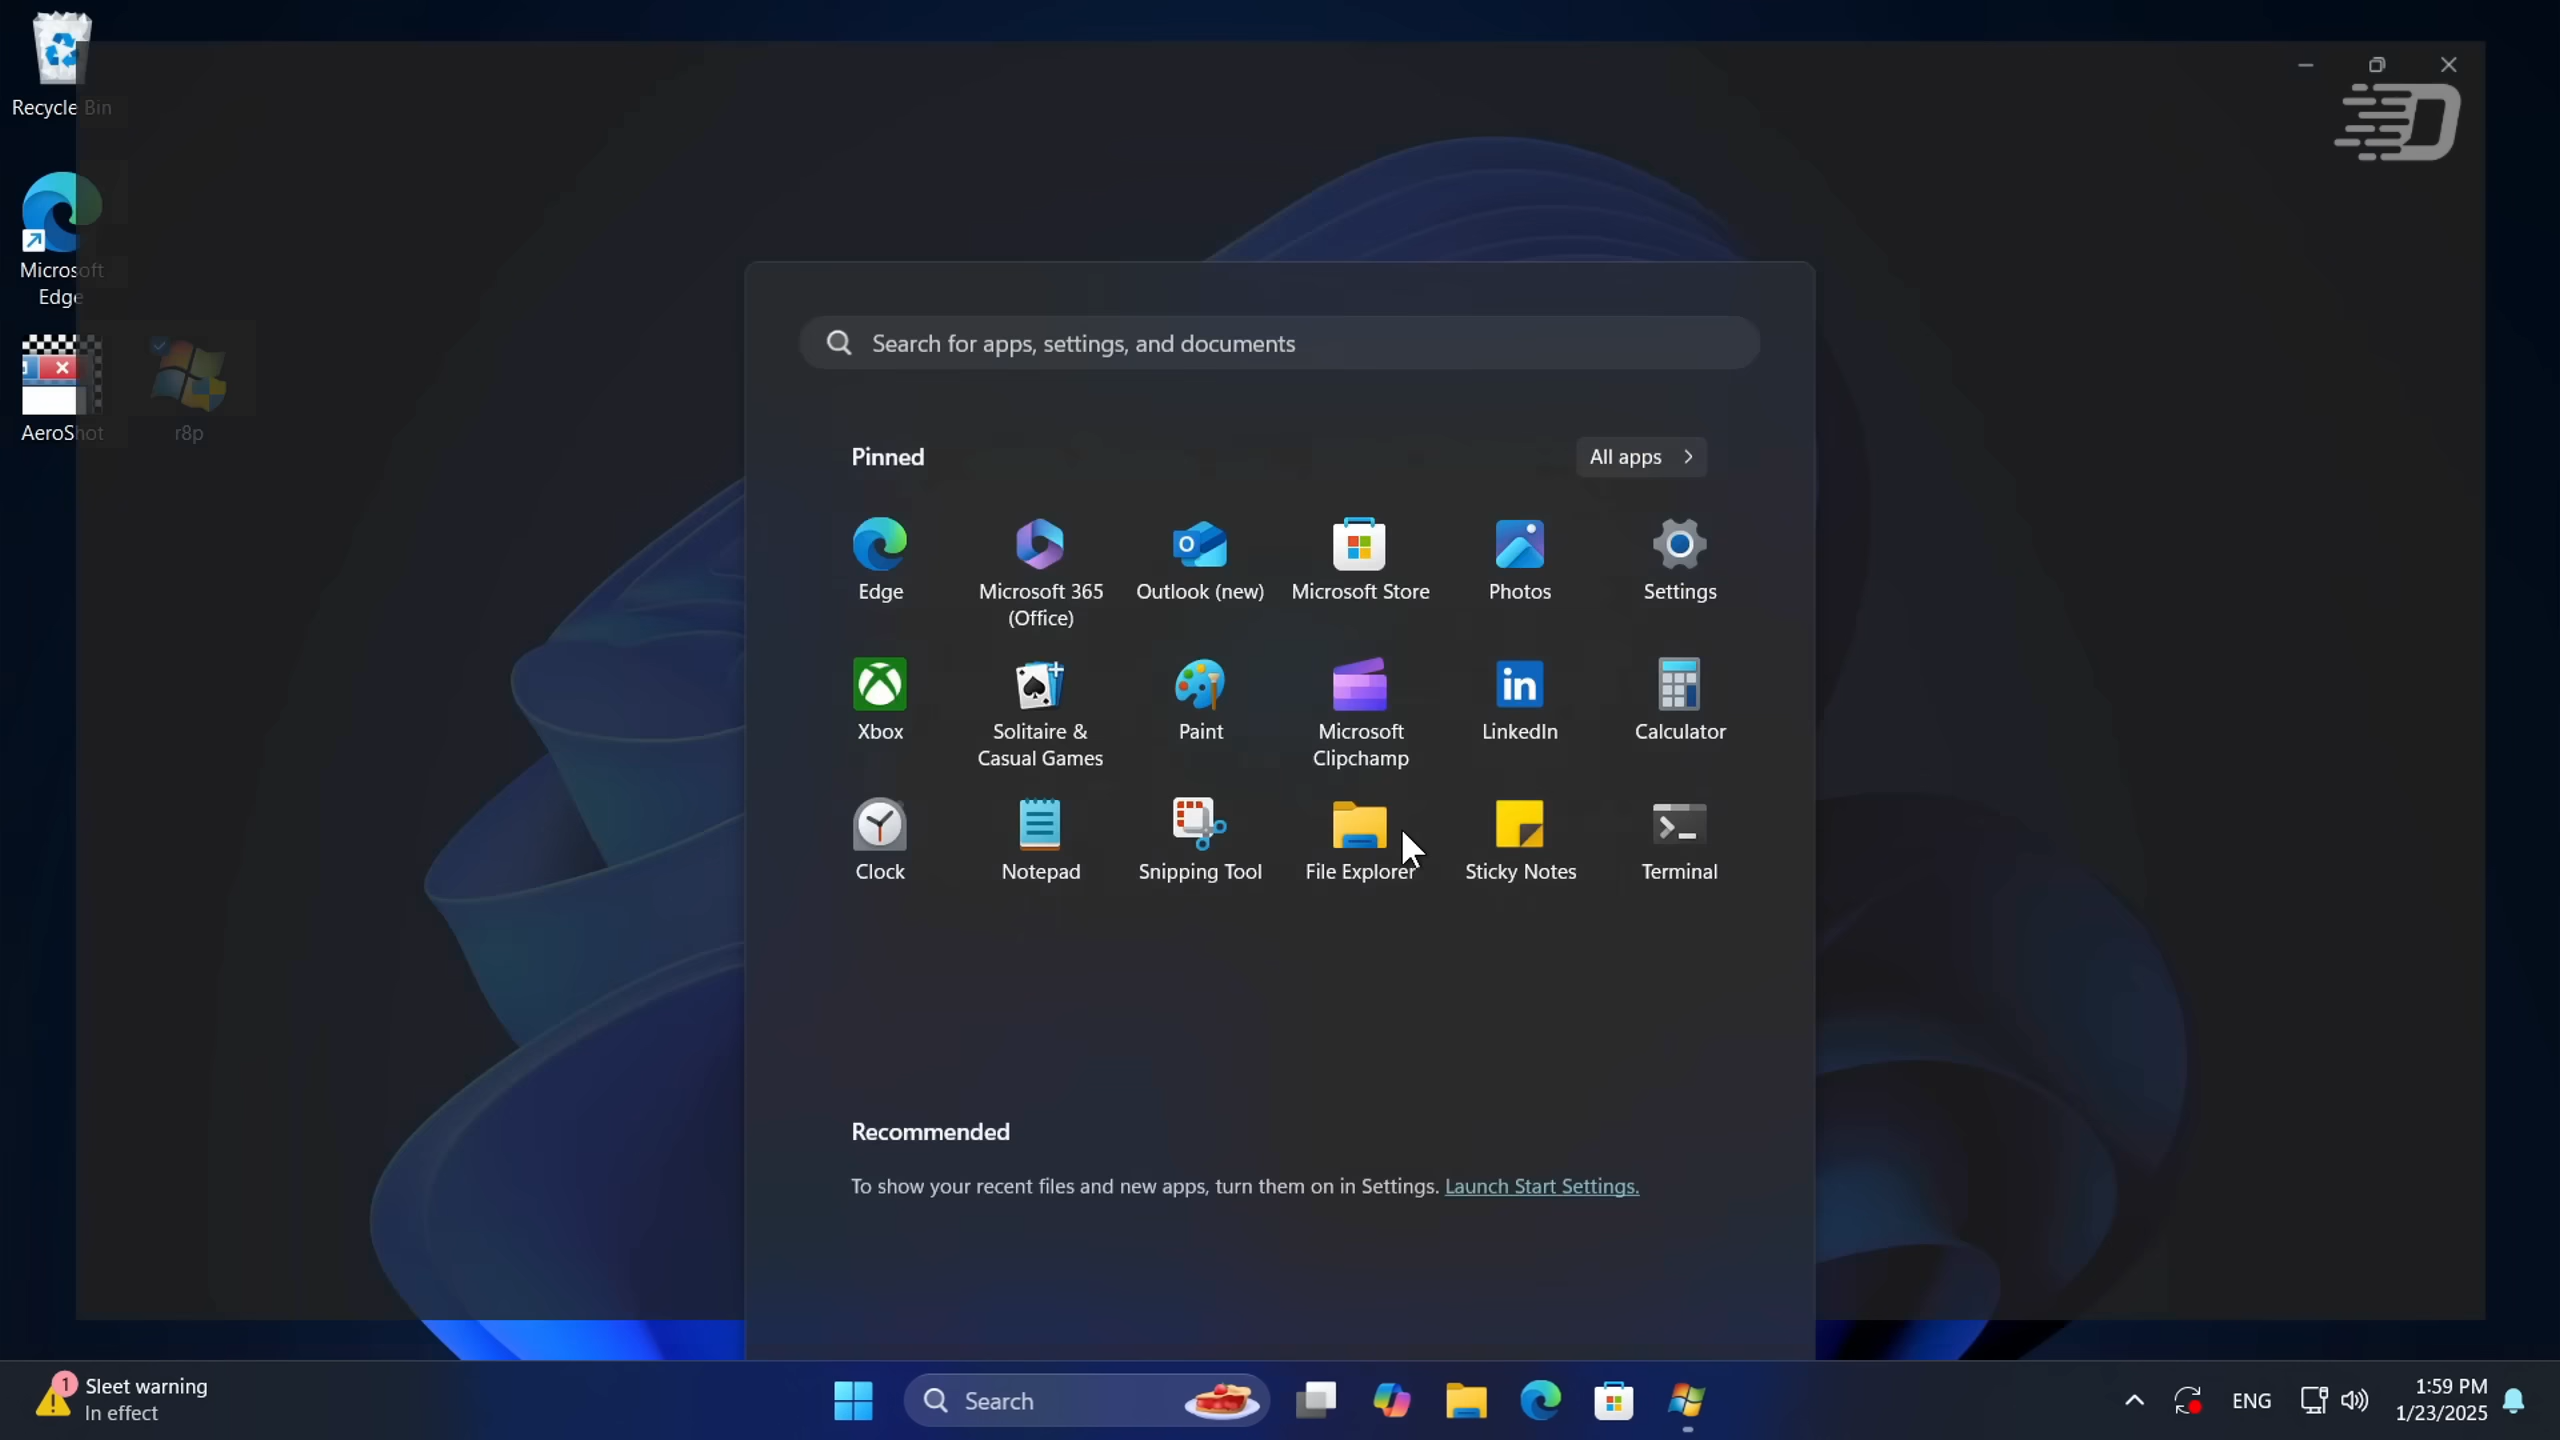 Recycle Bin
Microsoft
Edge
AeroShot
r8p
Search for apps, settings, and documents
Pinned
All apps
Edge
Microsoft 365
(Office)
Outlook (new)
Microsoft Store
Photos
Settings
Xbox
Solitaire &
Casual Games
Paint
Microsoft
Clipchamp
LinkedIn
Calculator
Clock
Notepad
Snipping Tool
File Explorer
Sticky Notes
Terminal
Recommended
To show your recent files and new apps, turn them on in Settings. Launch Start Settings.
1
Sleet warning
In effect
Search
ENG
1:59 PM
1/23/2025